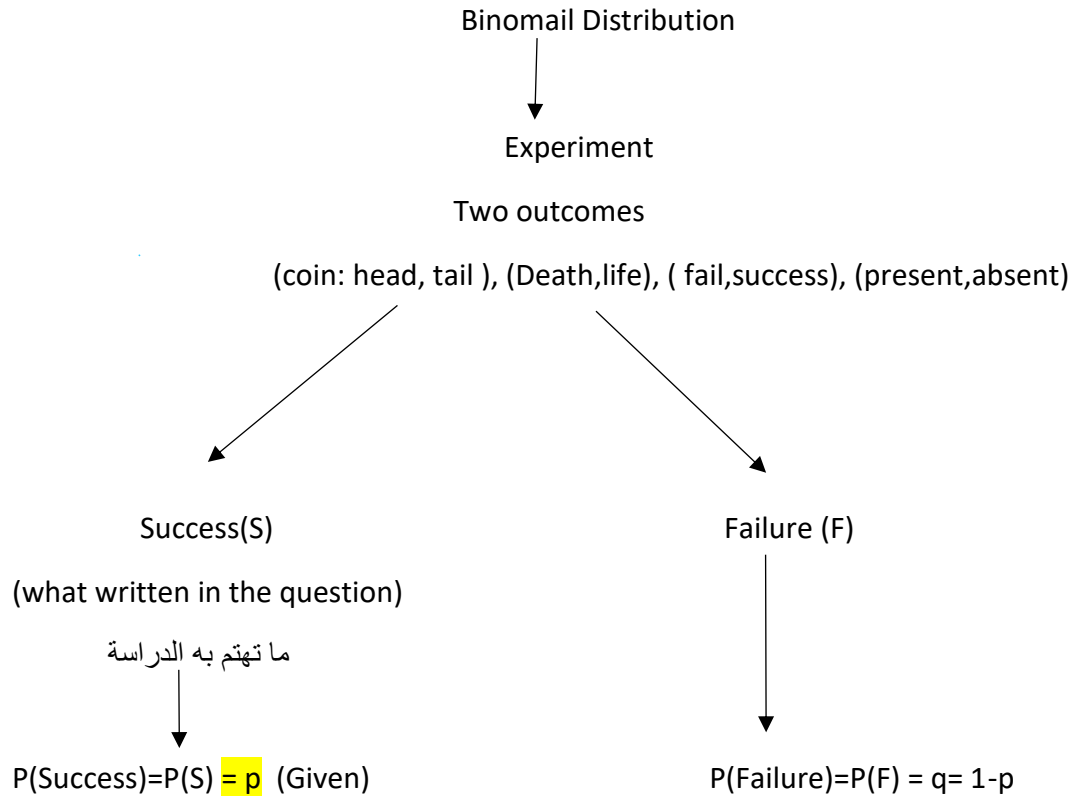 Binomail Distribution
Experiment
Two outcomes
(coin: head, tail ), (Death,life), ( fail,success), (present,absent)
Success(S)
Failure (F)
(what written in the question)
ما تهتم به الدراسة
P(Success)=P(S) = p (Given)
P(Failure)=P(F) = q= 1-p